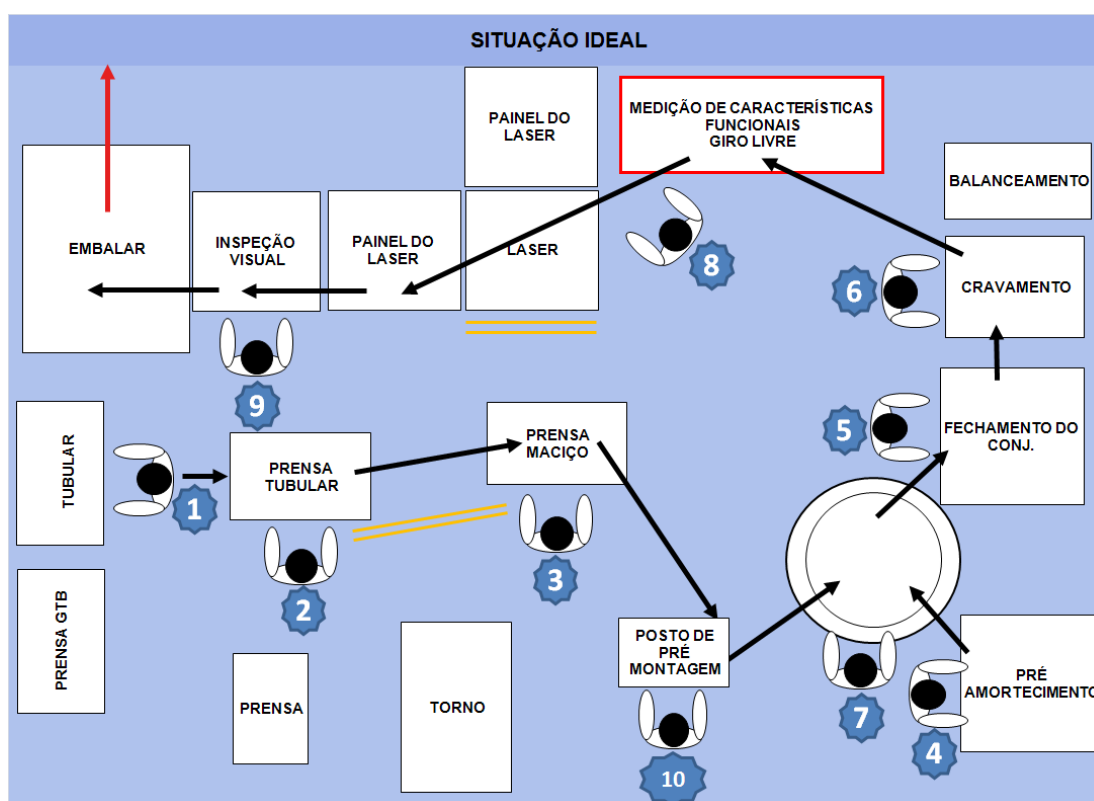 SITUAÇÃO IDEAL
PAINEL DO
LASER
MEDIÇÃO DE CARACTERÍSTICAS
FUNCIONAIS
GIRO LIVRE
BALANCEAMENTO
EMBALAR
INSPEÇÃO
VISUAL
PAINEL DO
LASER
LASER
8
6
CRAVAMENTO
9
5
FECHAMENTO DO
CONJ.
TUBULAR
1
PRENSA
TUBULAR
PRENSA
MACIÇO
2
3
PRENSA GTB
PRENSA
TORNO
POSTO DE
PRÉ
MONTAGEM
10
7
4
PRÉ
AMORTECIMENTO